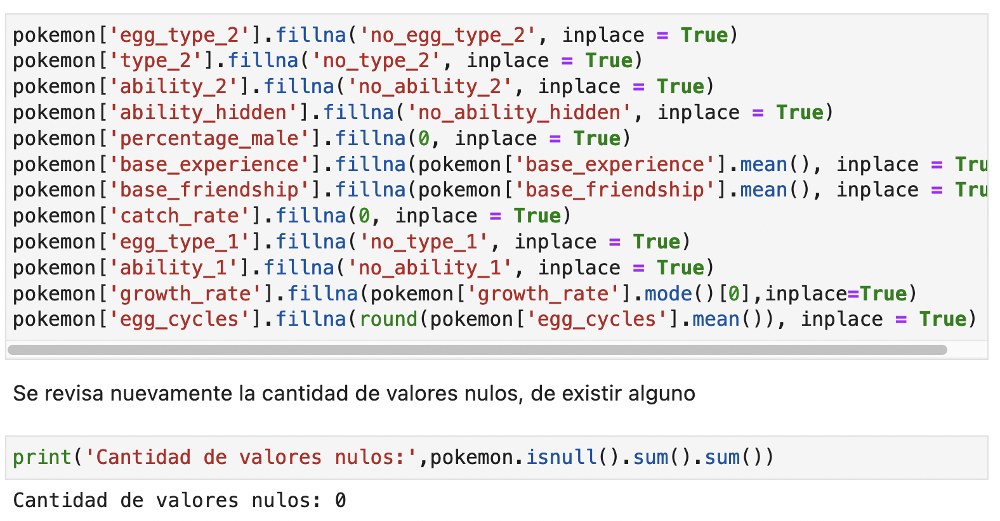 pokemon['egg_type_2'].fillna('no_egg_type_2', inplace = True)
pokemon['type_2'].fillna('no_type_2', inplace = True)
pokemon['ability_2'].fillna('no_ability_2', inplace = True)
pokemon['ability_hidden'].fillna('no_ability_hidden', inplace = True)
pokemon['percentage_male'].fillna(0, inplace = True)
pokemon['base_experience'].fillna(pokemon['base_experience'].mean(), inplace = Tru
pokemon['base_friendship'].fillna(pokemon['base_friendship'].mean(), inplace = Tru
pokemon['catch_rate'].fillna(0, inplace = True)
pokemon['egg_type_1'].fillna('no_type_1', inplace = True)
pokemon['ability_1'].fillna('no_ability_1', inplace = True)
pokemon['growth_rate'].fillna(pokemon['growth_rate'].mode()[0],inplace=True)
pokemon['egg_cycles'].fillna(round(pokemon['egg_cycles'].mean()), inplace = True)
Se revisa nuevamente la cantidad de valores nulos, de existir alguno
print('Cantidad de valores nulos:',pokemon.isnull().sum().sum())
Cantidad de valores nulos: 0